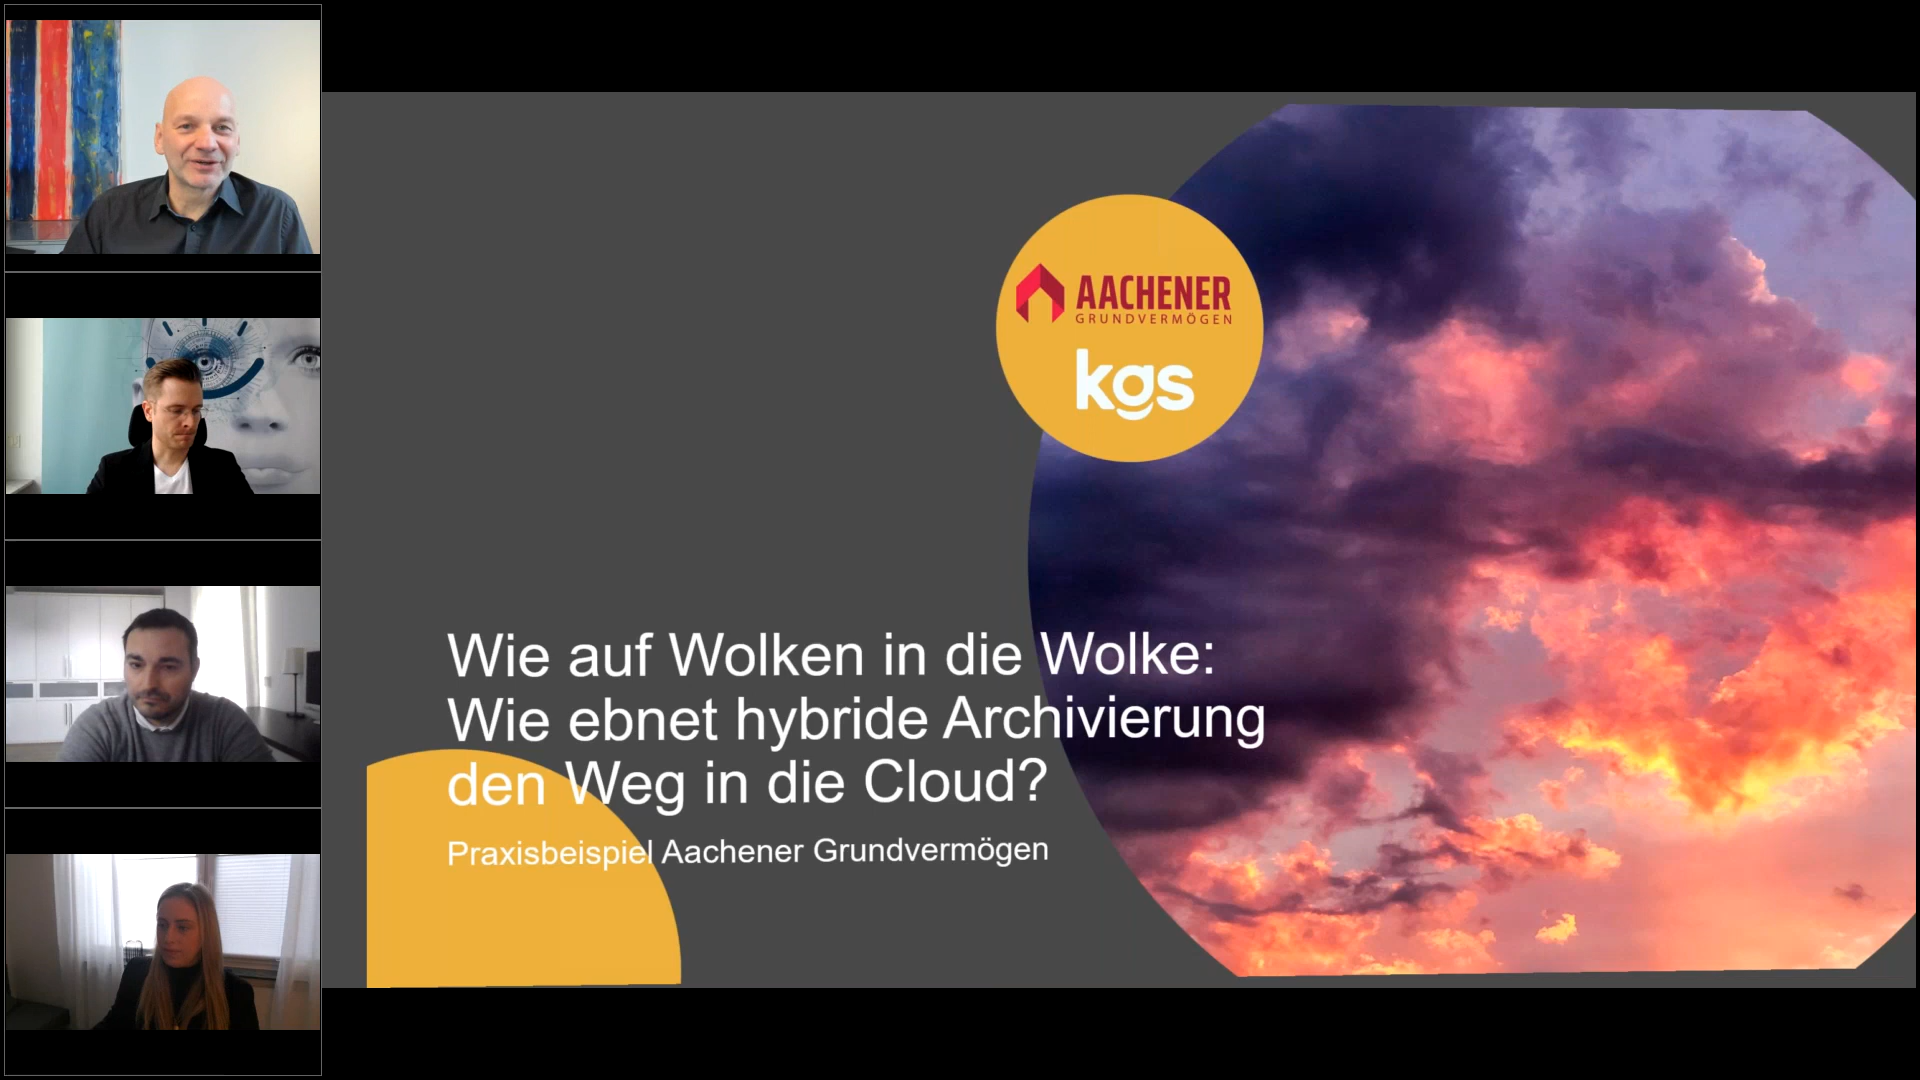 AACHENER
GRUNDVERMÖGEN
kgs
Wie auf Wolken in die Wolke:
Wie ebnet hybride Archivierung
den Weg in die Cloud?
Praxisbeispiel Aachener Grundvermögen